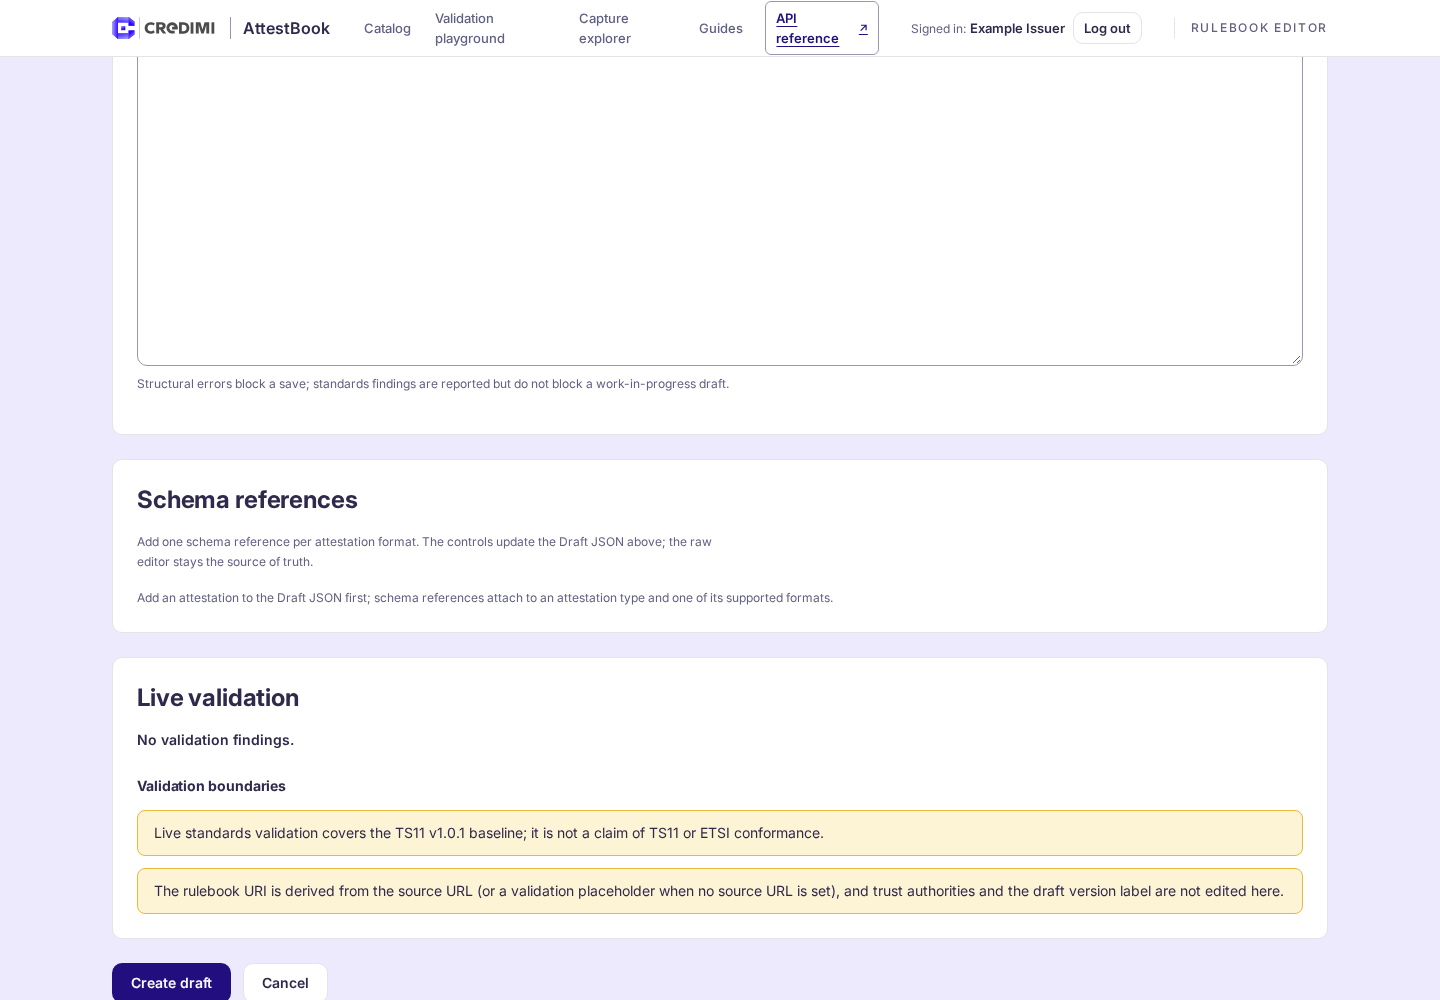 CREDIMI
AttestBook
Catalog
Validation
playground
Capture
explorer
Guides
API
reference ↗
Signed in: Example Issuer
Log out
RULEBOOK EDITOR
Structural errors block a save; standards findings are reported but do not block a work-in-progress draft.
Schema references
Add one schema reference per attestation format. The controls update the Draft JSON above; the raw
editor stays the source of truth.
Add an attestation to the Draft JSON first; schema references attach to an attestation type and one of its supported formats.
Live validation
No validation findings.
Validation boundaries
Live standards validation covers the TS11 v1.0.1 baseline; it is not a claim of TS11 or ETSI conformance.
The rulebook URI is derived from the source URL (or a validation placeholder when no source URL is set), and trust authorities and the draft version label are not edited here.
Create draft
Cancel